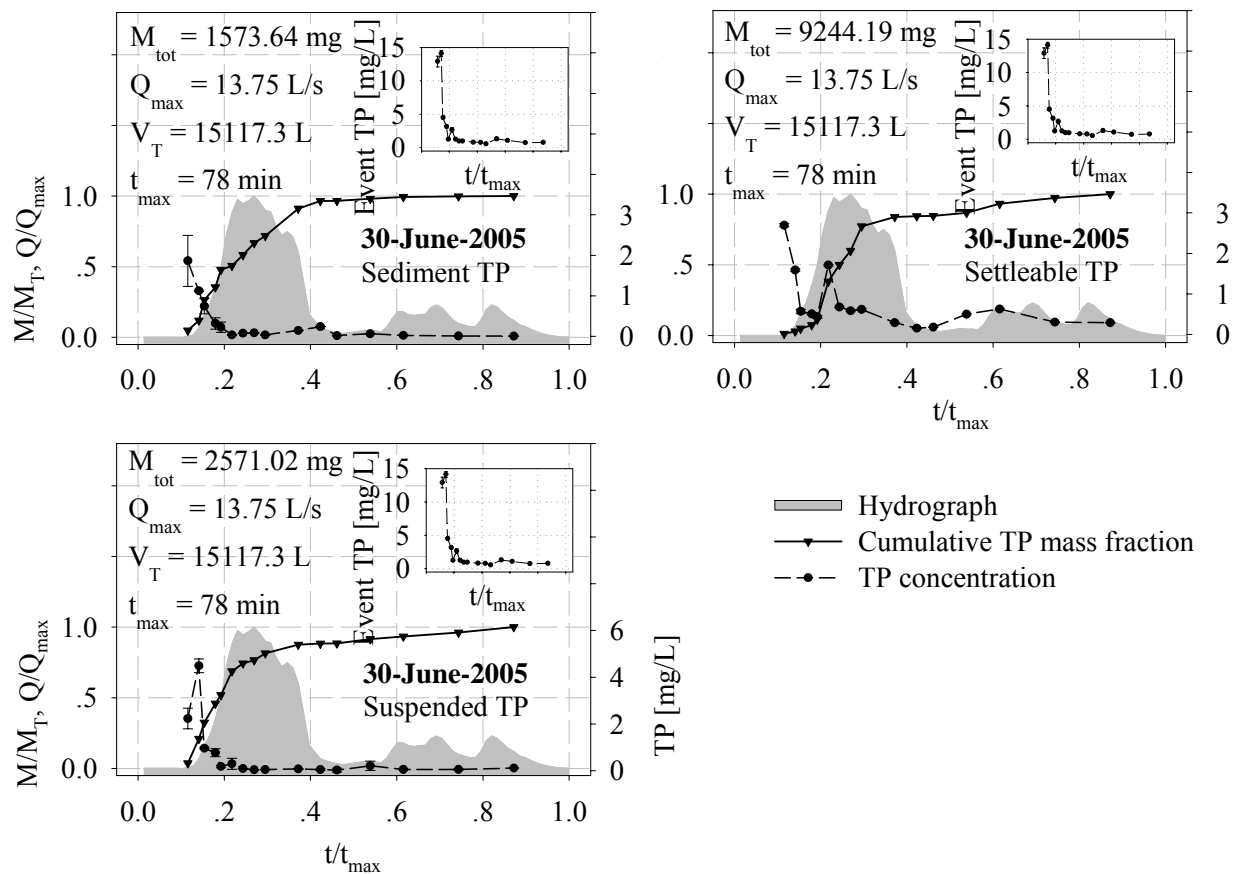 M_tot = 1573.64 mg
Q_max = 13.75 L/s
V_T = 15117.3 L
t_max = 78 min
Event TP [mg/L]
15
10
5
0
t/t_max
30-June-2005
Sediment TP
M/M_T, Q/Q_max
1.0
.5
0.0
3
2
1
0
0.0 .2 .4 .6 .8 1.0
M_tot = 9244.19 mg
Q_max = 13.75 L/s
V_T = 15117.3 L
t_max = 78 min
Event TP [mg/L]
15
10
5
0
t/t_max
30-June-2005
Settleable TP
1.0
.5
0.0
3
2
1
0
0.0 .2 .4 .6 .8 1.0
t/t_max
M_tot = 2571.02 mg
Q_max = 13.75 L/s
V_T = 15117.3 L
t_max = 78 min
Event TP [mg/L]
15
10
5
0
t/t_max
30-June-2005
Suspended TP
M/M_T, Q/Q_max
1.0
.5
0.0
6
4
2
0
TP [mg/L]
0.0 .2 .4 .6 .8 1.0
t/t_max
Hydrograph
Cumulative TP mass fraction
TP concentration